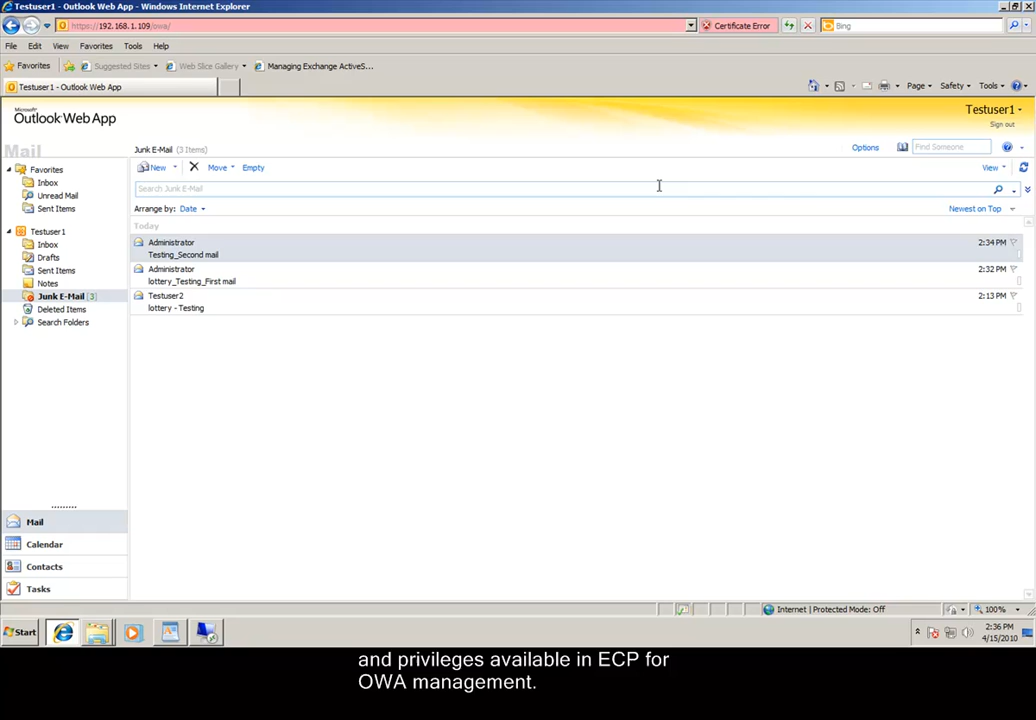 Testuser1 - Outlook Web App - Windows Internet Explorer
https://192.168.1.109/owa/
Certificate Error
Bing
File Edit View Favorites Tools Help
Favorites Suggested Sites Web Slice Gallery Managing Exchange ActiveS...
Testuser1 - Outlook Web App
Page Safety Tools
Microsoft
Outlook Web App
Testuser1
Sign out
Mail
Junk E-Mail (3 Items)
Options
Find Someone
Favorites
New Move Empty
View
Inbox
Search Junk E-Mail
Unread Mail
Sent Items
Arrange by: Date
Newest on Top
Today
Testuser1
Inbox
Drafts
Sent Items
Notes
Junk E-Mail [3]
Deleted Items
Search Folders
Administrator 2:34 PM
Testing_Second mail
Administrator 2:32 PM
lottery_Testing_First mail
Testuser2 2:13 PM
lottery - Testing
Mail
Calendar
Contacts
Tasks
Internet | Protected Mode: Off
100%
Start
2:36 PM
4/15/2010
and privileges available in ECP for
OWA management.